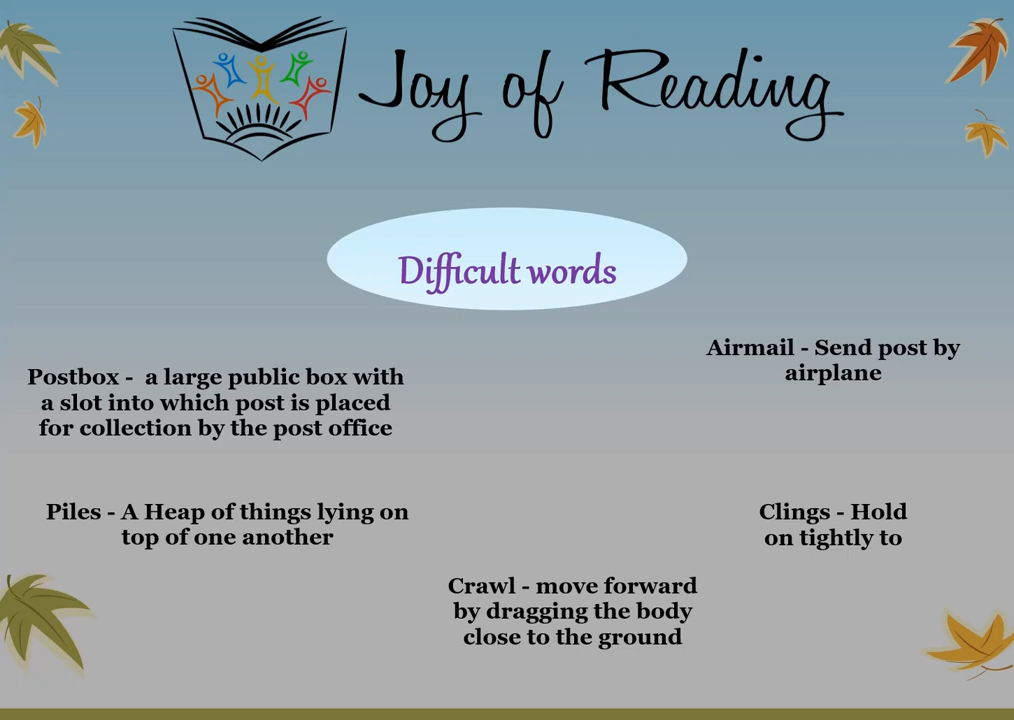 Joy of Reading
Difficult words
Airmail - Send post by
airplane
Postbox -  a large public box with
a slot into which post is placed
for collection by the post office
Piles - A Heap of things lying on
top of one another
Clings - Hold
on tightly to
Crawl - move forward
by dragging the body
close to the ground